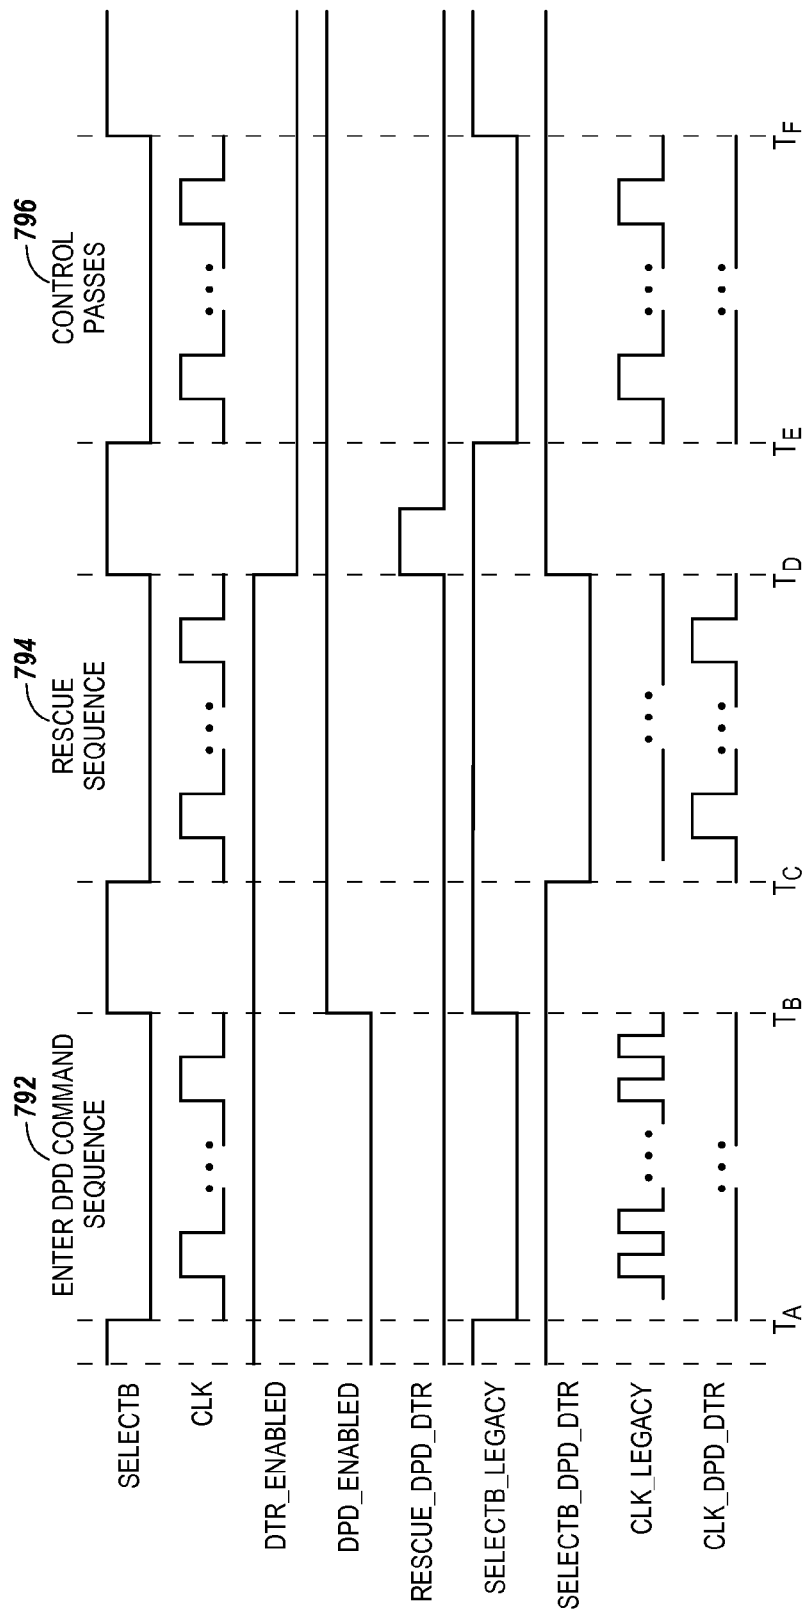 792
ENTER DPD COMMAND
SEQUENCE
794
RESCUE
SEQUENCE
796
CONTROL
PASSES
SELECTB
CLK
DTR_ENABLED
DPD_ENABLED
RESCUE_DPD_DTR
SELECTB_LEGACY
SELECTB_DPD_DTR
CLK_LEGACY
CLK_DPD_DTR
TA
TB
TC
TD
TE
TF